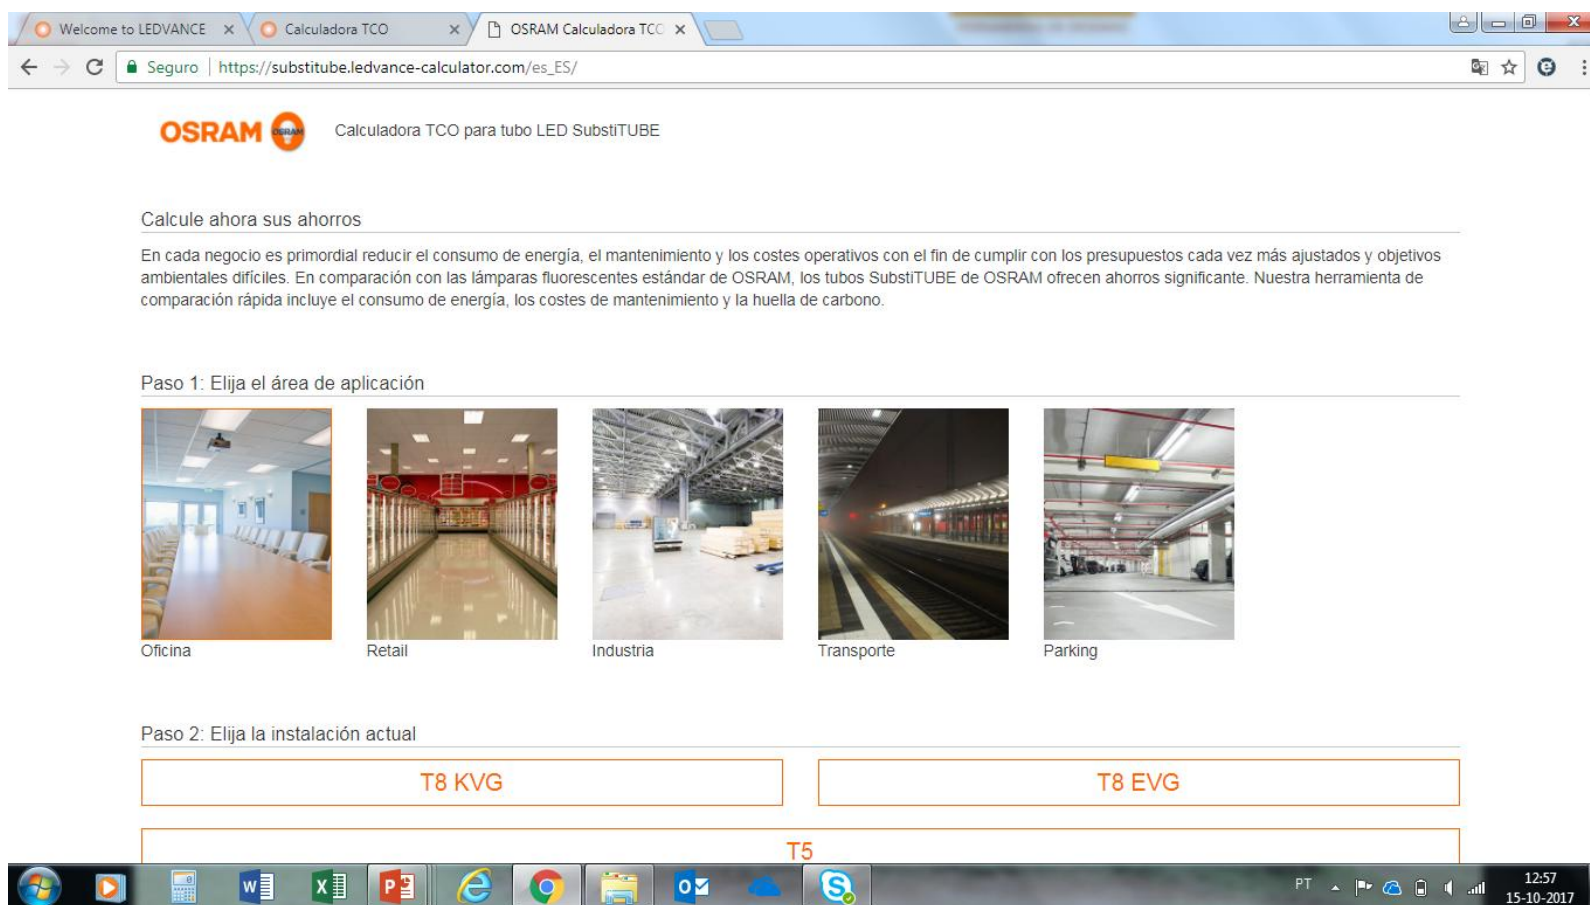 Welcome to LEDVANCE
Calculadora TCO
OSRAM Calculadora TCO
Seguro | https://substitube.ledvance-calculator.com/es_ES/
OSRAM OSRAM Calculadora TCO para tubo LED SubstiTUBE
Calcule ahora sus ahorros
En cada negocio es primordial reducir el consumo de energía, el mantenimiento y los costes operativos con el fin de cumplir con los presupuestos cada vez más ajustados y objetivos
ambientales difíciles. En comparación con las lámparas fluorescentes estándar de OSRAM, los tubos SubstiTUBE de OSRAM ofrecen ahorros significante. Nuestra herramienta de
comparación rápida incluye el consumo de energía, los costes de mantenimiento y la huella de carbono.
Paso 1: Elija el área de aplicación
Oficina
Retail
Industria
Transporte
Parking
Paso 2: Elija la instalación actual
T8 KVG
T8 EVG
T5
PT
12:57
15-10-2017